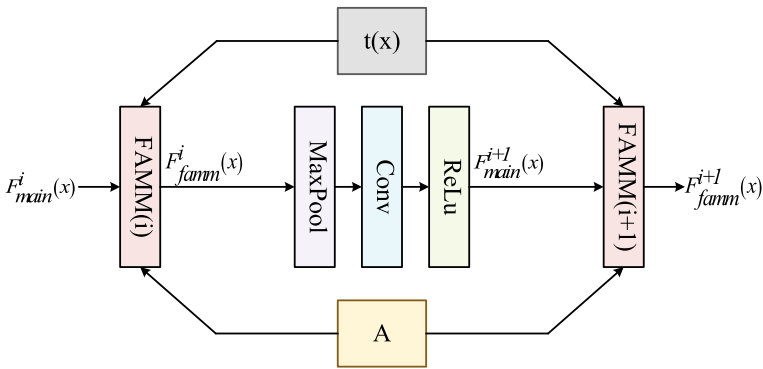 t(x)
F^i_main(x)
FAMM(i)
F^i_famm(x)
MaxPool
Conv
ReLu
F^{i+1}_main(x)
FAMM(i+1)
F^{i+1}_famm(x)
A